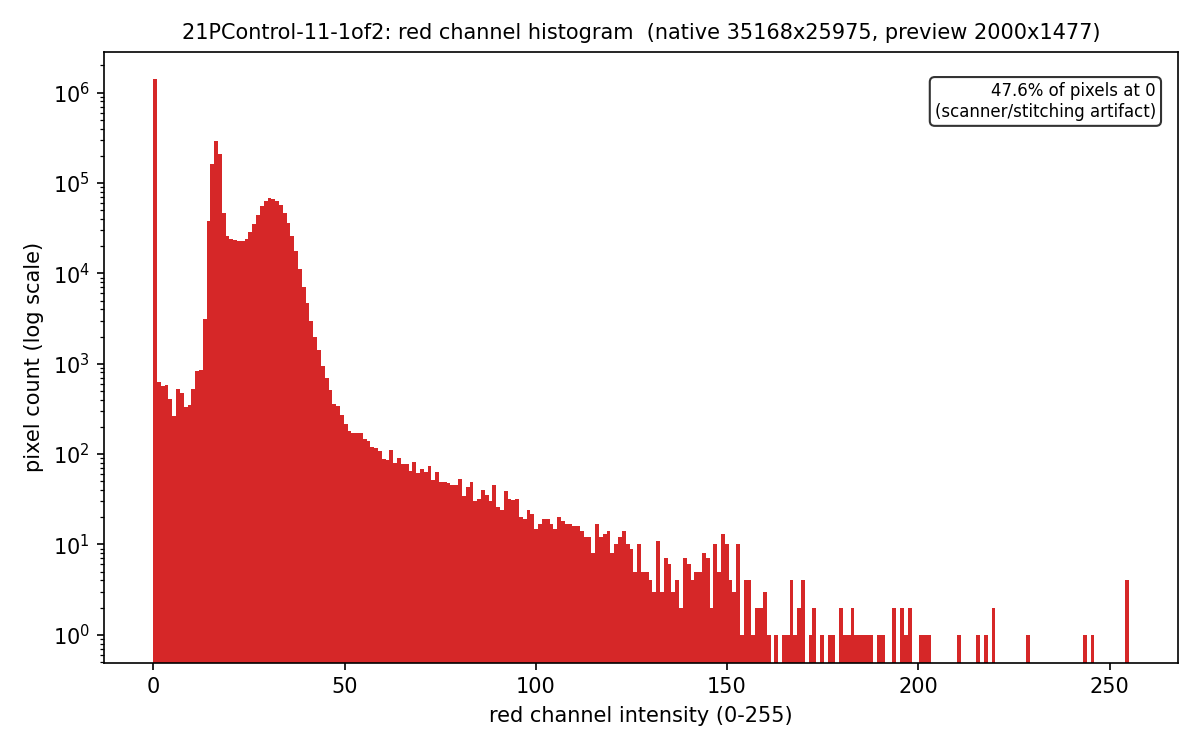 21PControl-11-1of2: red channel histogram  (native 35168x25975, preview 2000x1477)
47.6% of pixels at 0
(scanner/stitching artifact)
pixel count (log scale)
10⁶
10⁵
10⁴
10³
10²
10¹
10⁰
0 50 100 150 200 250
red channel intensity (0-255)